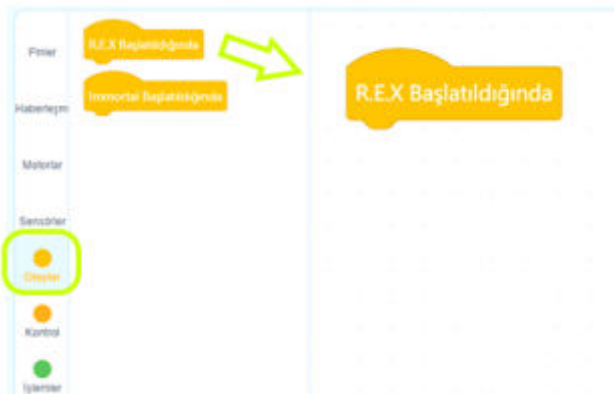 Pinler
Haberleşm
Motorlar
Sensörler
Olaylar
Kontrol
İşlemler
R.E.X Başlatıldığında
Immortal Başlatıldığında
R.E.X Başlatıldığında